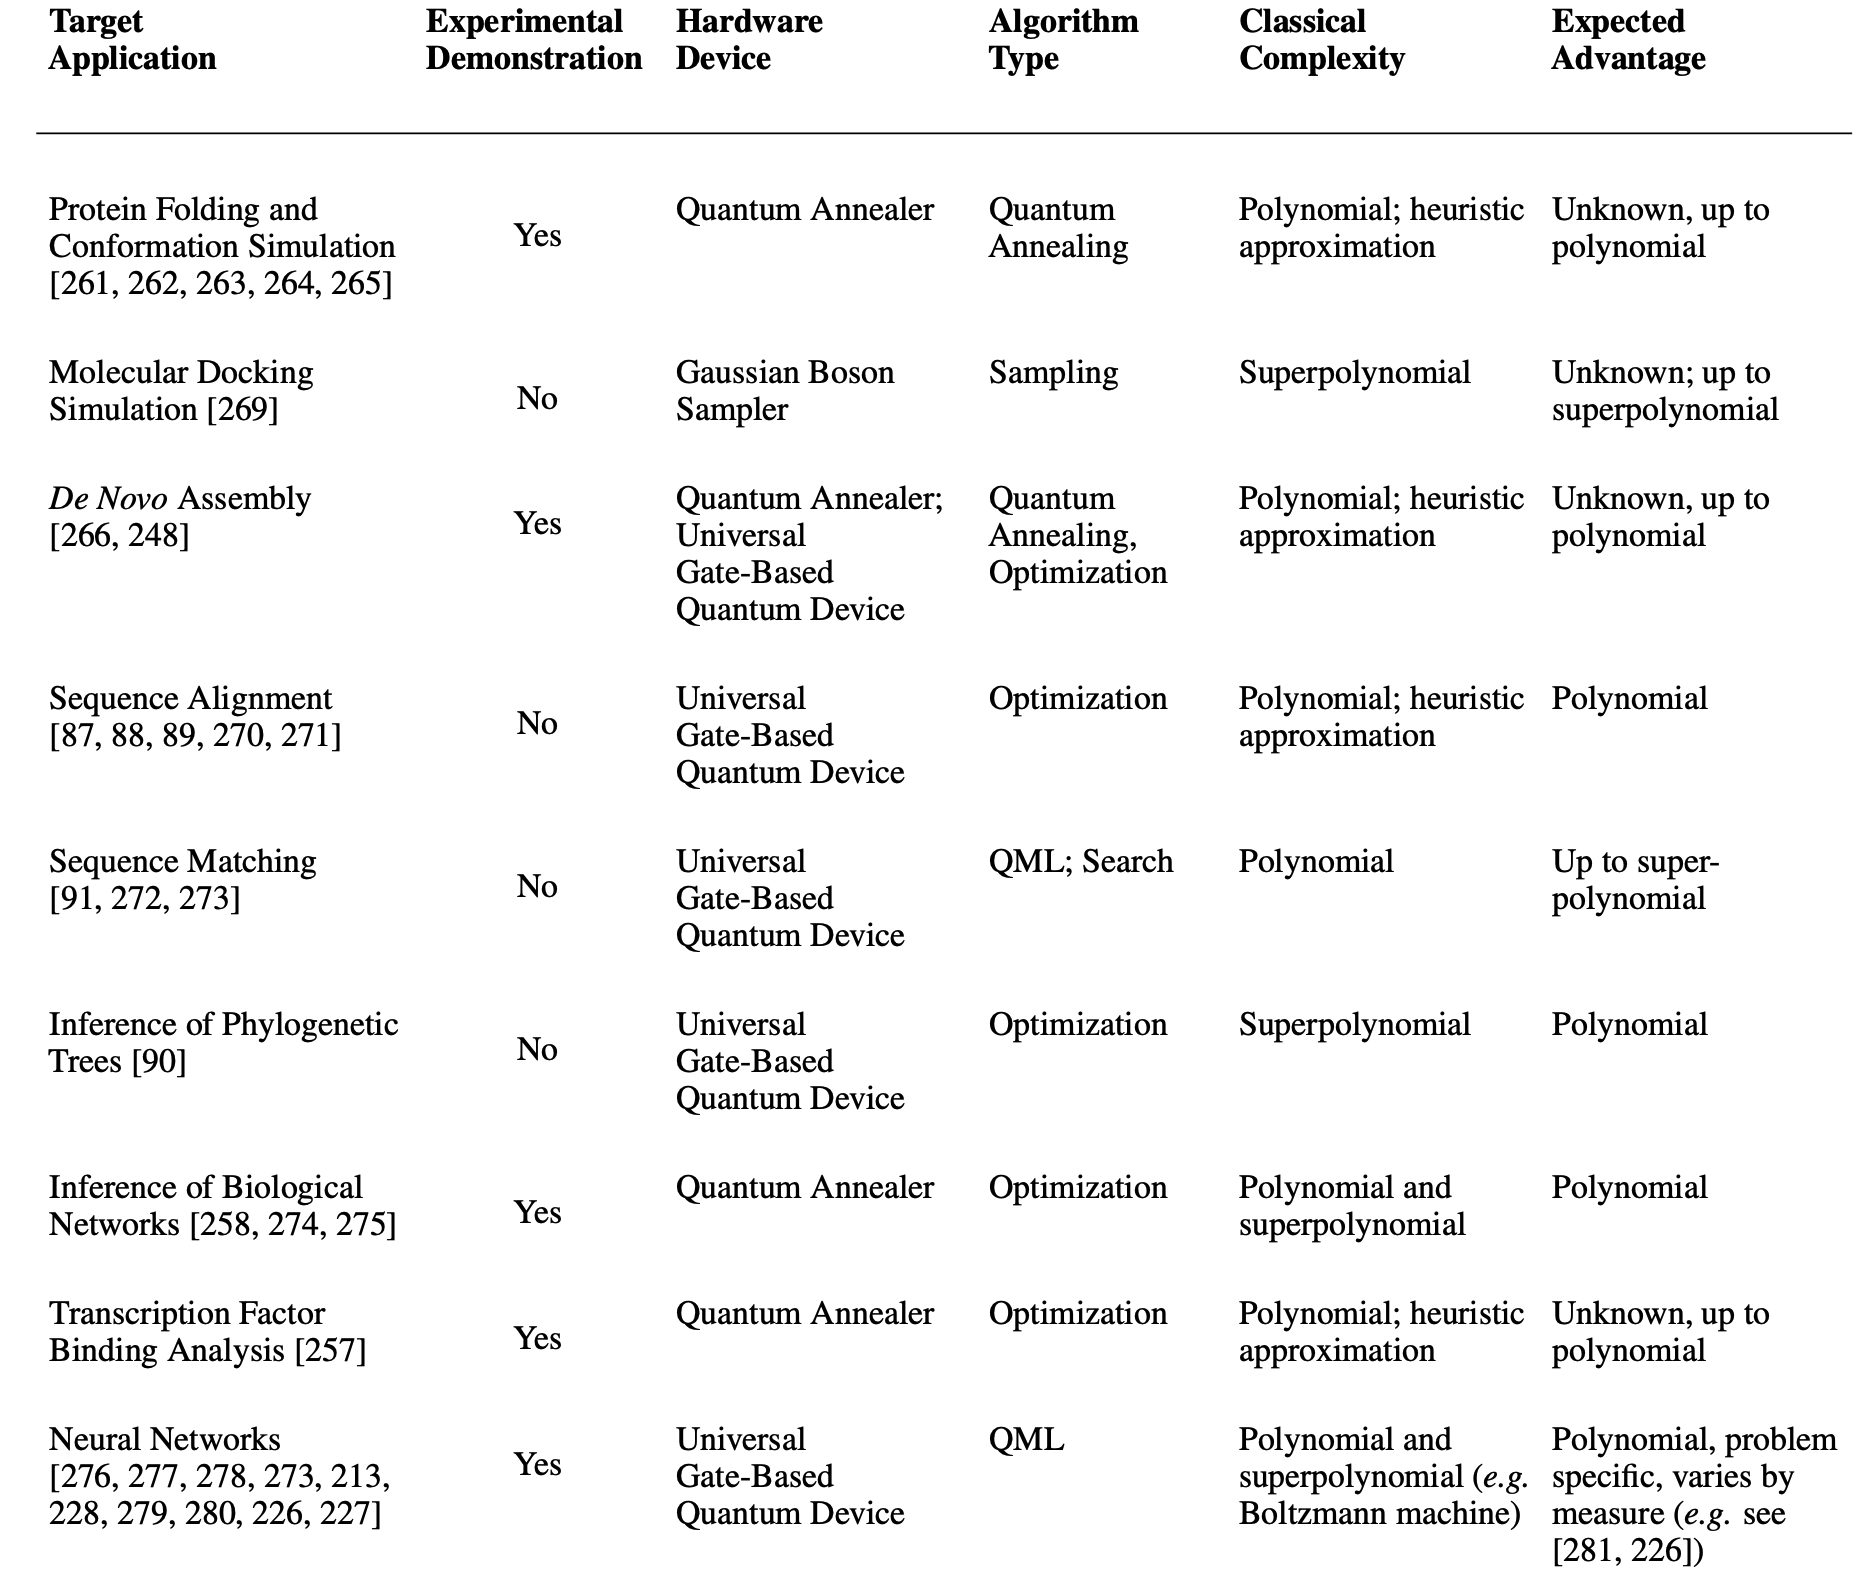 Target Application
Experimental Demonstration
Hardware Device
Algorithm Type
Classical Complexity
Expected Advantage
Protein Folding and
Conformation Simulation
[261, 262, 263, 264, 265]
Yes
Quantum Annealer
Quantum
Annealing
Polynomial; heuristic
approximation
Unknown, up to
polynomial
Molecular Docking
Simulation [269]
No
Gaussian Boson
Sampler
Sampling
Superpolynomial
Unknown; up to
superpolynomial
De Novo Assembly
[266, 248]
Yes
Quantum Annealer;
Universal
Gate-Based
Quantum Device
Quantum
Annealing,
Optimization
Polynomial; heuristic
approximation
Unknown, up to
polynomial
Sequence Alignment
[87, 88, 89, 270, 271]
No
Universal
Gate-Based
Quantum Device
Optimization
Polynomial; heuristic
approximation
Polynomial
Sequence Matching
[91, 272, 273]
No
Universal
Gate-Based
Quantum Device
QML; Search
Polynomial
Up to super-
polynomial
Inference of Phylogenetic
Trees [90]
No
Universal
Gate-Based
Quantum Device
Optimization
Superpolynomial
Polynomial
Inference of Biological
Networks [258, 274, 275]
Yes
Quantum Annealer
Optimization
Polynomial and
superpolynomial
Polynomial
Transcription Factor
Binding Analysis [257]
Yes
Quantum Annealer
Optimization
Polynomial; heuristic
approximation
Unknown, up to
polynomial
Neural Networks
[276, 277, 278, 273, 213,
228, 279, 280, 226, 227]
Yes
Universal
Gate-Based
Quantum Device
QML
Polynomial and
superpolynomial (e.g.
Boltzmann machine)
Polynomial, problem
specific, varies by
measure (e.g. see
[281, 226])